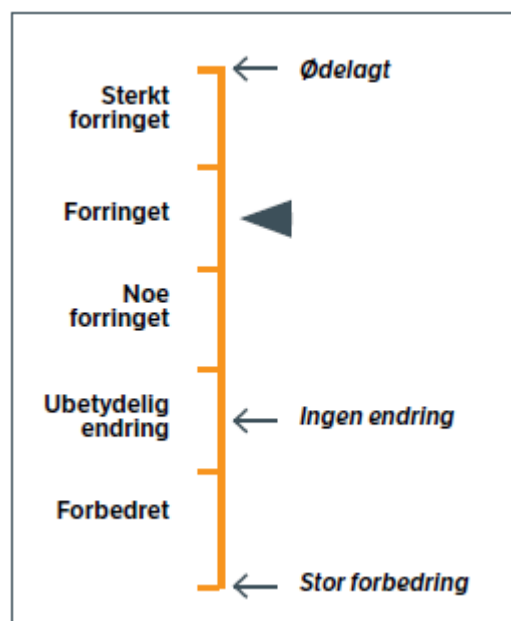 Ødelagt
Sterkt
forringet
Forringet
Noe
forringet
Ubetydelig
endring
Ingen endring
Forbedret
Stor forbedring